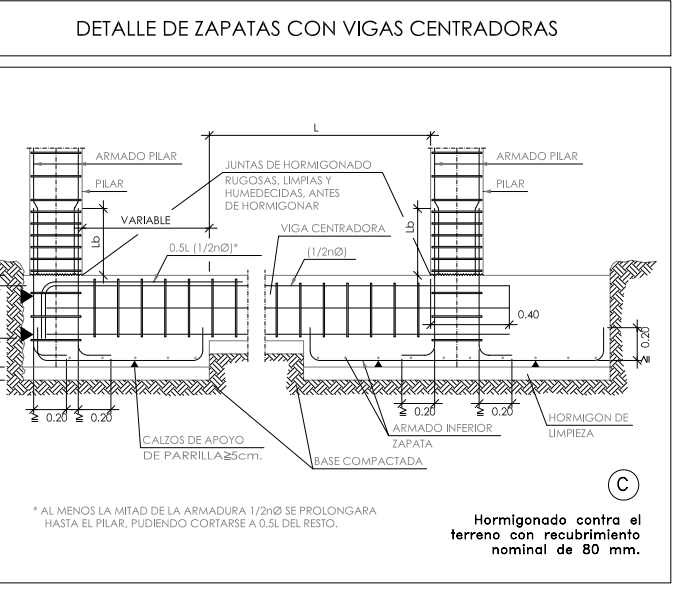 DETALLE DE ZAPATAS CON VIGAS CENTRADORAS
L
ARMADO PILAR
JUNTAS DE HORMIGONADO
RUGOSAS, LIMPIAS Y
HUMEDECIDAS, ANTES
DE HORMIGONAR
ARMADO PILAR
PILAR
PILAR
VARIABLE
Lb
Lb
VIGA CENTRADORA
0.5L (1/2nØ)*
(1/2nØ)
0.40
0.20
≧
≧ 0.20
≧ 0.20
≧ 0.20
≧ 0.20
CALZOS DE APOYO
DE PARRILLA≧5cm.
ARMADO INFERIOR
ZAPATA
HORMIGON DE
LIMPIEZA
BASE COMPACTADA
C
* AL MENOS LA MITAD DE LA ARMADURA 1/2nØ SE PROLONGARA
HASTA EL PILAR, PUDIENDO CORTARSE A 0.5L DEL RESTO.
Hormigonado contra el
terreno con recubrimiento
nominal de 80 mm.